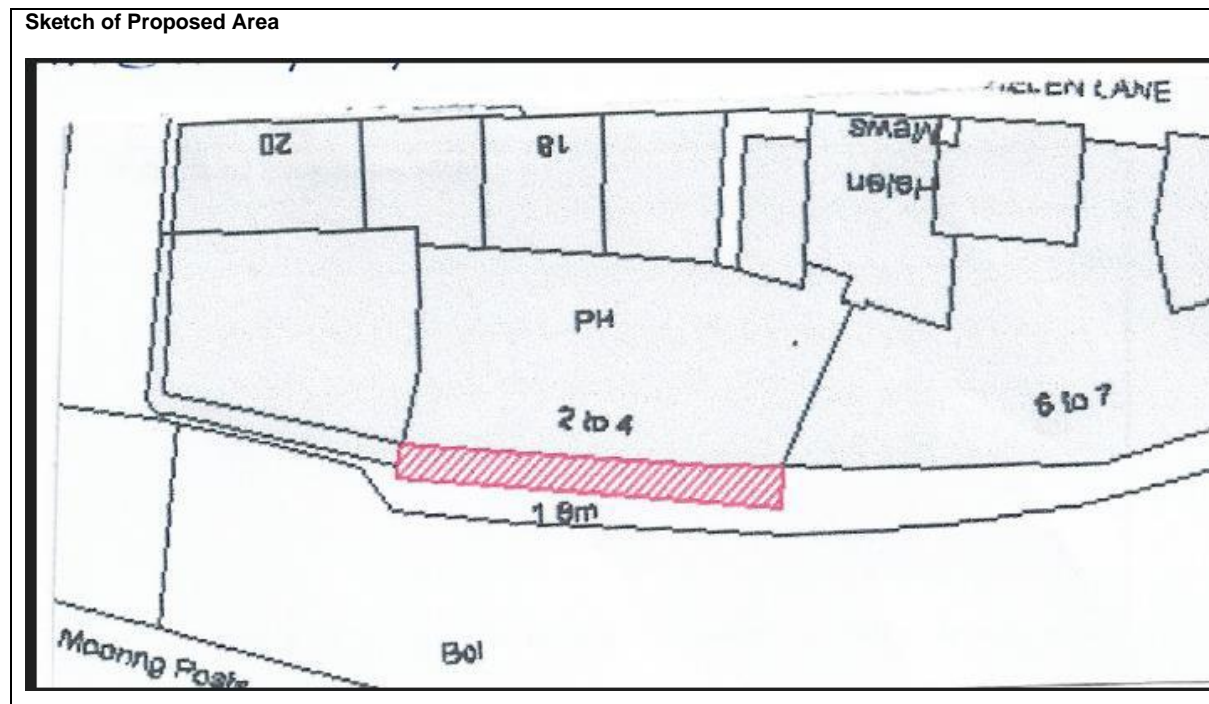 Sketch of Proposed Area
HELEN LANE
20
18
Mews
Helen
PH
6 to 7
2 to 4
1 8m
Bol
Mooring Posts